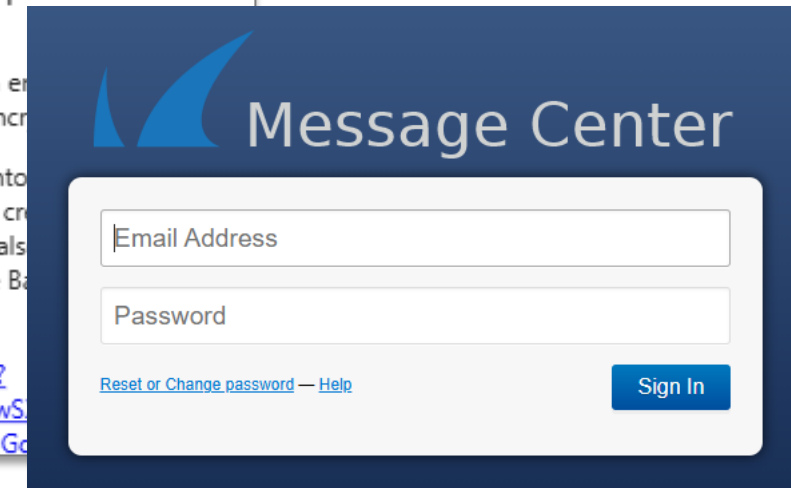 Message Center
Email Address
Password
Reset or Change password — Help
Sign In